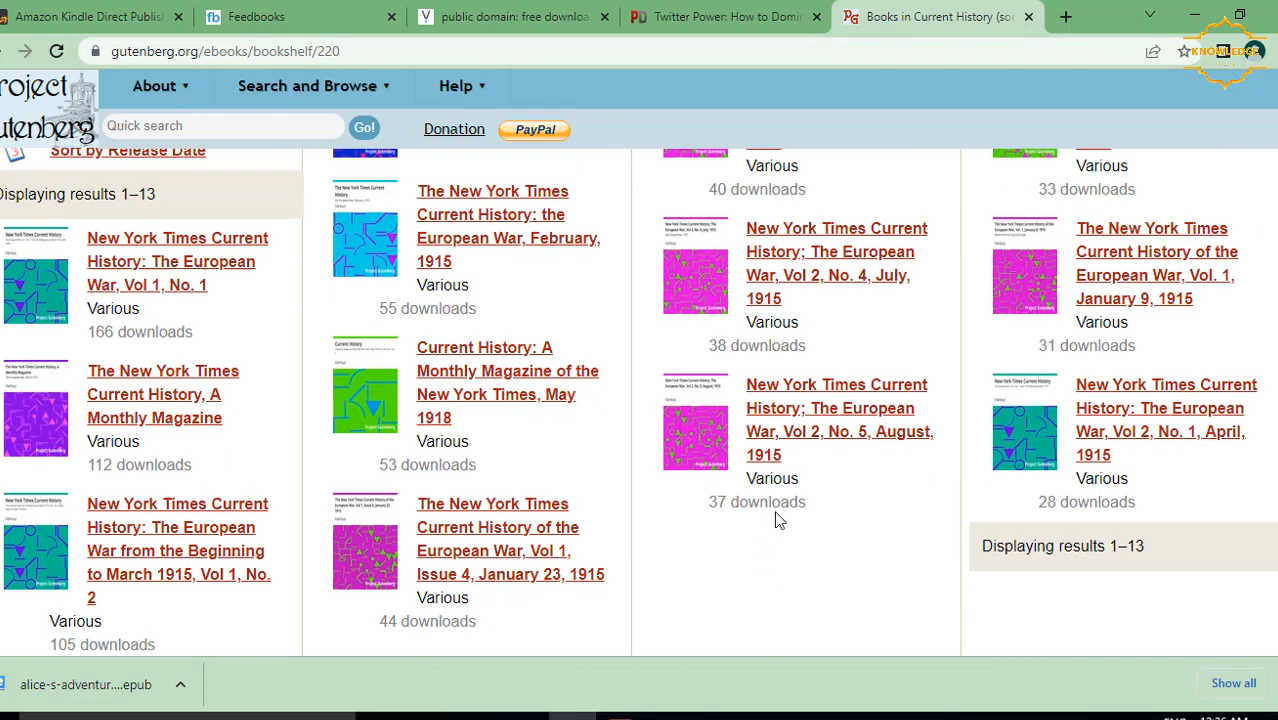 Amazon Kindle Direct Publish
Feedbooks
public domain: free downloa
Twitter Power: How to Domin
Books in Current History (sor
gutenberg.org/ebooks/bookshelf/220
KNOWLEDGE
About
Search and Browse
Help
Quick search
Go!
Donation
PayPal
Sort by Release Date
Displaying results 1–13
New York Times Current
History: The European
War, Vol 1, No. 1
Various
166 downloads
The New York Times
Current History, A
Monthly Magazine
Various
112 downloads
New York Times Current
History: The European
War from the Beginning
to March 1915, Vol 1, No.
2
Various
105 downloads
The New York Times
Current History: the
European War, February,
1915
Various
55 downloads
Current History: A
Monthly Magazine of the
New York Times, May
1918
Various
53 downloads
The New York Times
Current History of the
European War, Vol 1,
Issue 4, January 23, 1915
Various
44 downloads
Various
40 downloads
New York Times Current
History; The European
War, Vol 2, No. 4, July,
1915
Various
38 downloads
New York Times Current
History; The European
War, Vol 2, No. 5, August,
1915
Various
37 downloads
Various
33 downloads
The New York Times
Current History of the
European War, Vol. 1,
January 9, 1915
Various
31 downloads
New York Times Current
History: The European
War, Vol 2, No. 1, April,
1915
Various
28 downloads
Displaying results 1–13
alice-s-adventur....epub
Show all